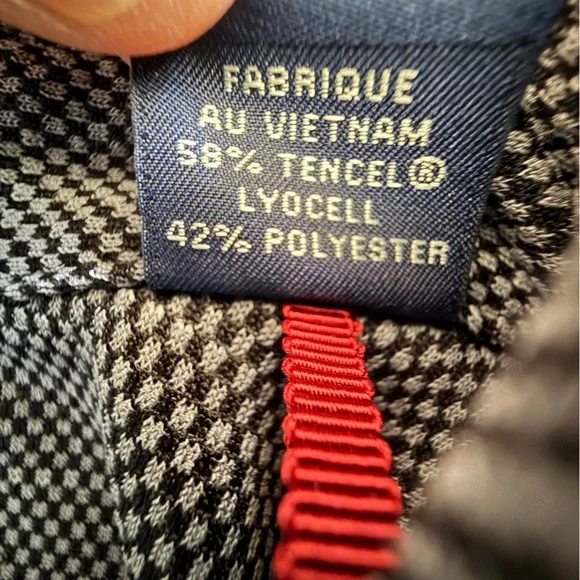 FABRIQUE
AU VIETNAM
58% TENCEL®
LYOCELL
42% POLYESTER